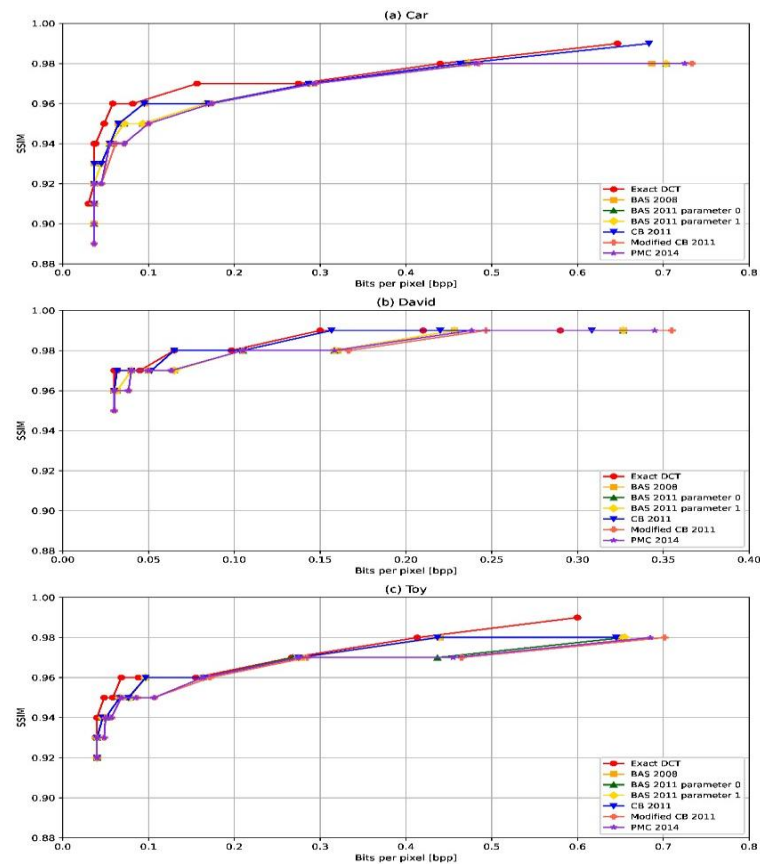 (a) Car
SSIM
1.00
0.98
0.96
0.94
0.92
0.90
0.88
Exact DCT
BAS 2008
BAS 2011 parameter 0
BAS 2011 parameter 1
CB 2011
Modified CB 2011
PMC 2014
0.0 0.1 0.2 0.3 0.4 0.5 0.6 0.7 0.8
Bits per pixel [bpp]
(b) David
SSIM
1.00
0.98
0.96
0.94
0.92
0.90
0.88
Exact DCT
BAS 2008
BAS 2011 parameter 0
BAS 2011 parameter 1
CB 2011
Modified CB 2011
PMC 2014
0.00 0.05 0.10 0.15 0.20 0.25 0.30 0.35 0.40
Bits per pixel [bpp]
(c) Toy
SSIM
1.00
0.98
0.96
0.94
0.92
0.90
0.88
Exact DCT
BAS 2008
BAS 2011 parameter 0
BAS 2011 parameter 1
CB 2011
Modified CB 2011
PMC 2014
0.0 0.1 0.2 0.3 0.4 0.5 0.6 0.7 0.8
Bits per pixel [bpp]